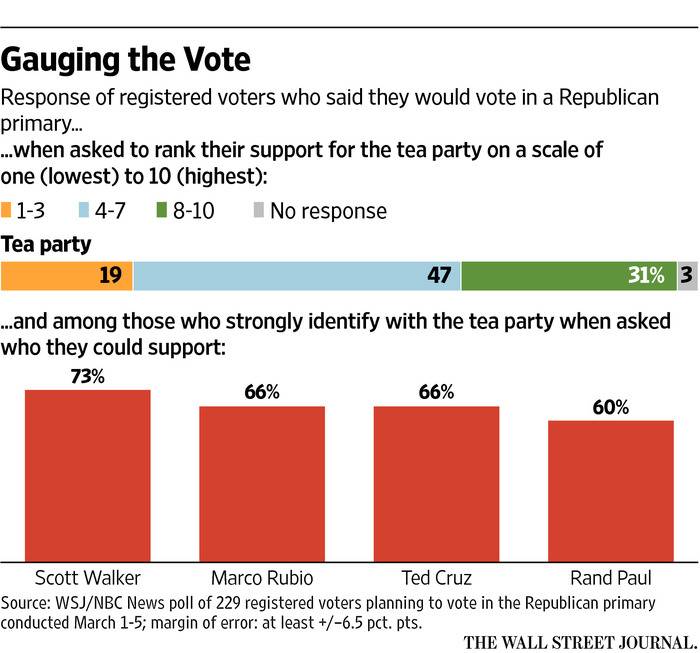 Gauging the Vote
Response of registered voters who said they would vote in a Republican
primary...
...when asked to rank their support for the tea party on a scale of
one (lowest) to 10 (highest):
1-3 4-7 8-10 No response
Tea party
19 47 31% 3
...and among those who strongly identify with the tea party when asked
who they could support:
73% 66% 66% 60%
Scott Walker Marco Rubio Ted Cruz Rand Paul
Source: WSJ/NBC News poll of 229 registered voters planning to vote in the Republican primary
conducted March 1-5; margin of error: at least +/–6.5 pct. pts.
THE WALL STREET JOURNAL.